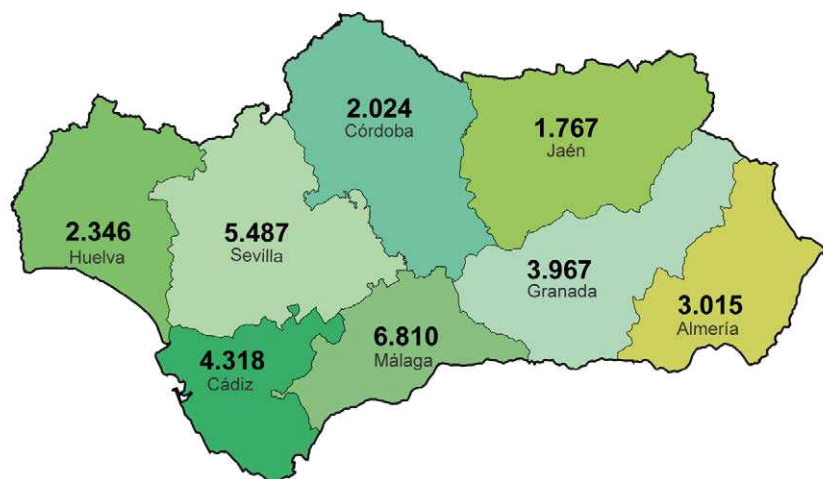 2.024
Córdoba
1.767
Jaén
2.346
Huelva
5.487
Sevilla
3.967
Granada
3.015
Almería
4.318
Cádiz
6.810
Málaga